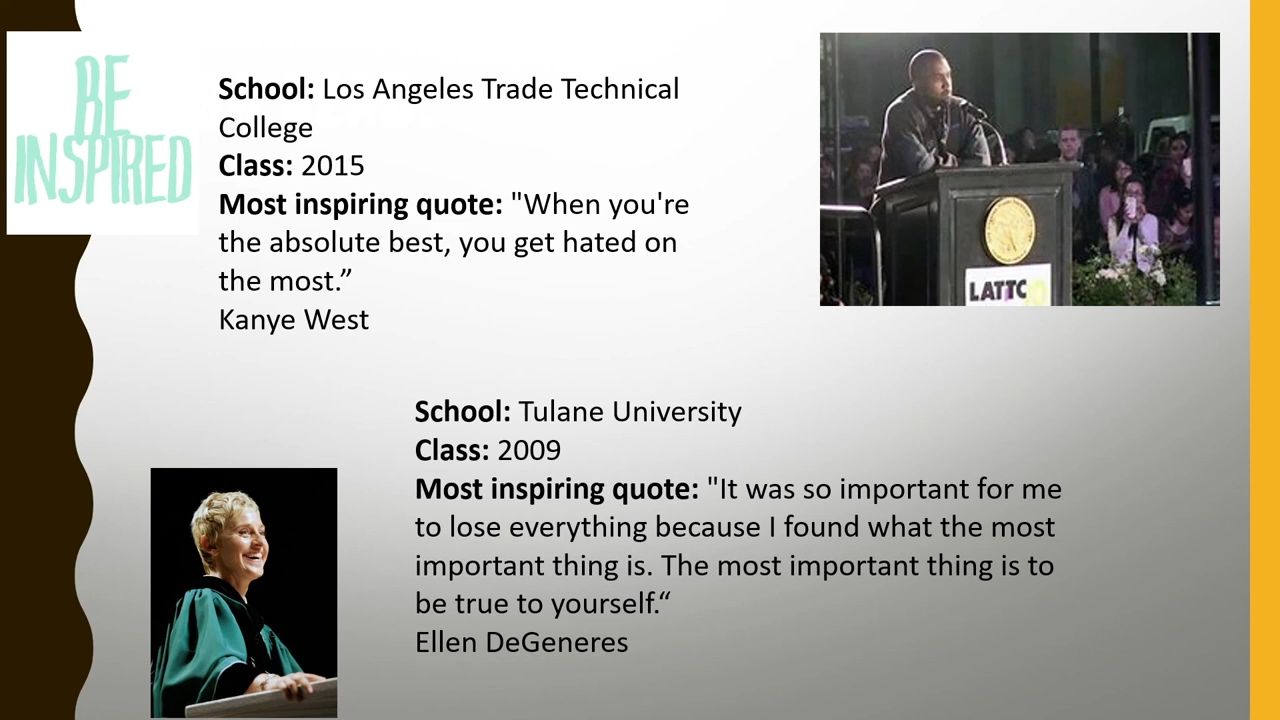 BE
INSPIRED
School: Los Angeles Trade Technical
College
Class: 2015
Most inspiring quote: "When you're
the absolute best, you get hated on
the most.”
Kanye West
LATTC
School: Tulane University
Class: 2009
Most inspiring quote: "It was so important for me
to lose everything because I found what the most
important thing is. The most important thing is to
be true to yourself.“
Ellen DeGeneres